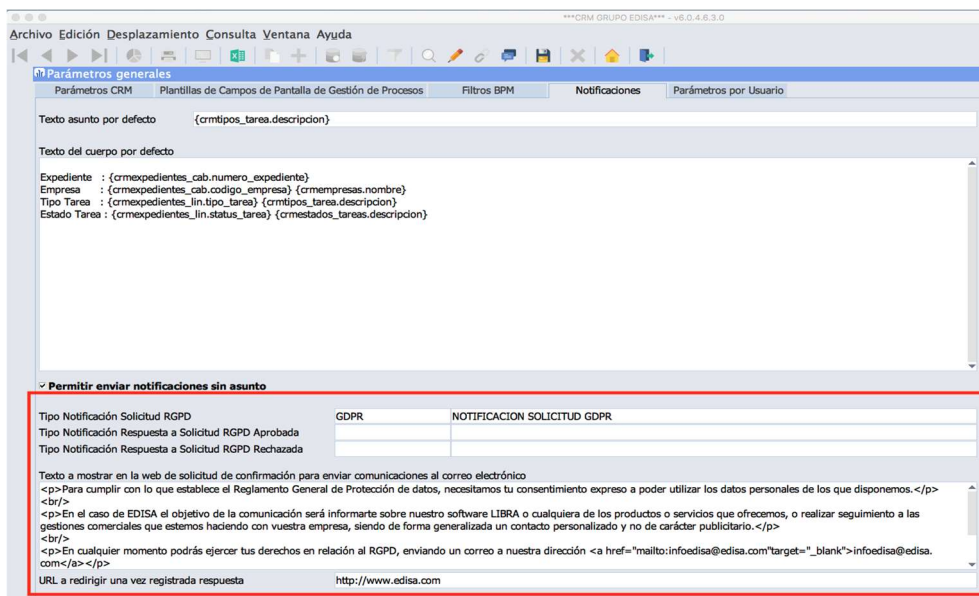 ***CRM GRUPO EDISA*** - v6.0.4.6.3.0
Archivo Edición Desplazamiento Consulta Ventana Ayuda
Parámetros generales
Parámetros CRM Plantillas de Campos de Pantalla de Gestión de Procesos Filtros BPM Notificaciones Parámetros por Usuario
Texto asunto por defecto {crmtipos_tarea.descripcion}
Texto del cuerpo por defecto
Expediente : {crmexpedientes_cab.numero_expediente}
Empresa : {crmexpedientes_cab.codigo_empresa} {crmempresas.nombre}
Tipo Tarea : {crmexpedientes_lin.tipo_tarea} {crmtipos_tarea.descripcion}
Estado Tarea : {crmexpedientes_lin.status_tarea} {crmestados_tareas.descripcion}
Permitir enviar notificaciones sin asunto
Tipo Notificación Solicitud RGPD GDPR NOTIFICACION SOLICITUD GDPR
Tipo Notificación Respuesta a Solicitud RGPD Aprobada
Tipo Notificación Respuesta a Solicitud RGPD Rechazada
Texto a mostrar en la web de solicitud de confirmación para enviar comunicaciones al correo electrónico
<p>Para cumplir con lo que establece el Reglamento General de Protección de datos, necesitamos tu consentimiento expreso a poder utilizar los datos personales de los que disponemos.</p>
<br/>
<p>En el caso de EDISA el objetivo de la comunicación será informarte sobre nuestro software LIBRA o cualquiera de los productos o servicios que ofrecemos, o realizar seguimiento a las
gestiones comerciales que estemos haciendo con vuestra empresa, siendo de forma generalizada un contacto personalizado y no de carácter publicitario.</p>
<br/>
<p>En cualquier momento podrás ejercer tus derechos en relación al RGPD, enviando un correo a nuestra dirección <a href="mailto:infoedisa@edisa.com"target="_blank">infoedisa@edisa.
com</a></p>
URL a redirigir una vez registrada respuesta http://www.edisa.com